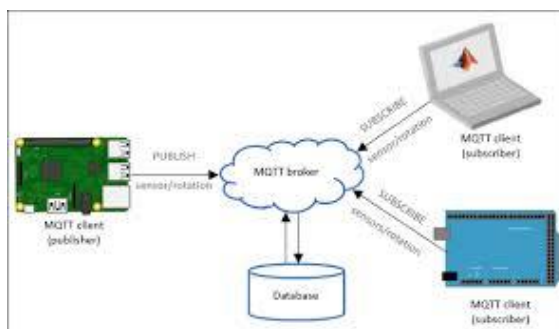 PUBLISH
sensor/rotation
MQTT client
(publisher)
MQTT broker
Database
SUBSCRIBE
sensor/rotation
MQTT client
(subscriber)
SUBSCRIBE
sensors/rotation
MQTT client
(subscriber)